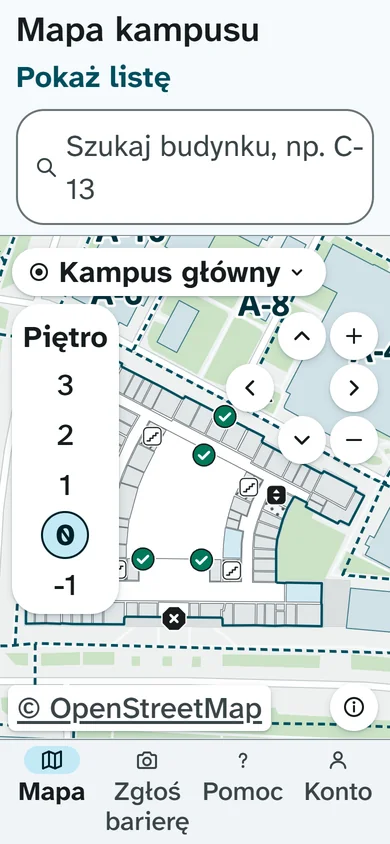 Mapa kampusu
Pokaż listę
Szukaj budynku, np. C-
13
Kampus główny
A-8
Piętro
3
2
1
0
-1
© OpenStreetMap
Mapa
Zgłoś
barierę
Pomoc
Konto